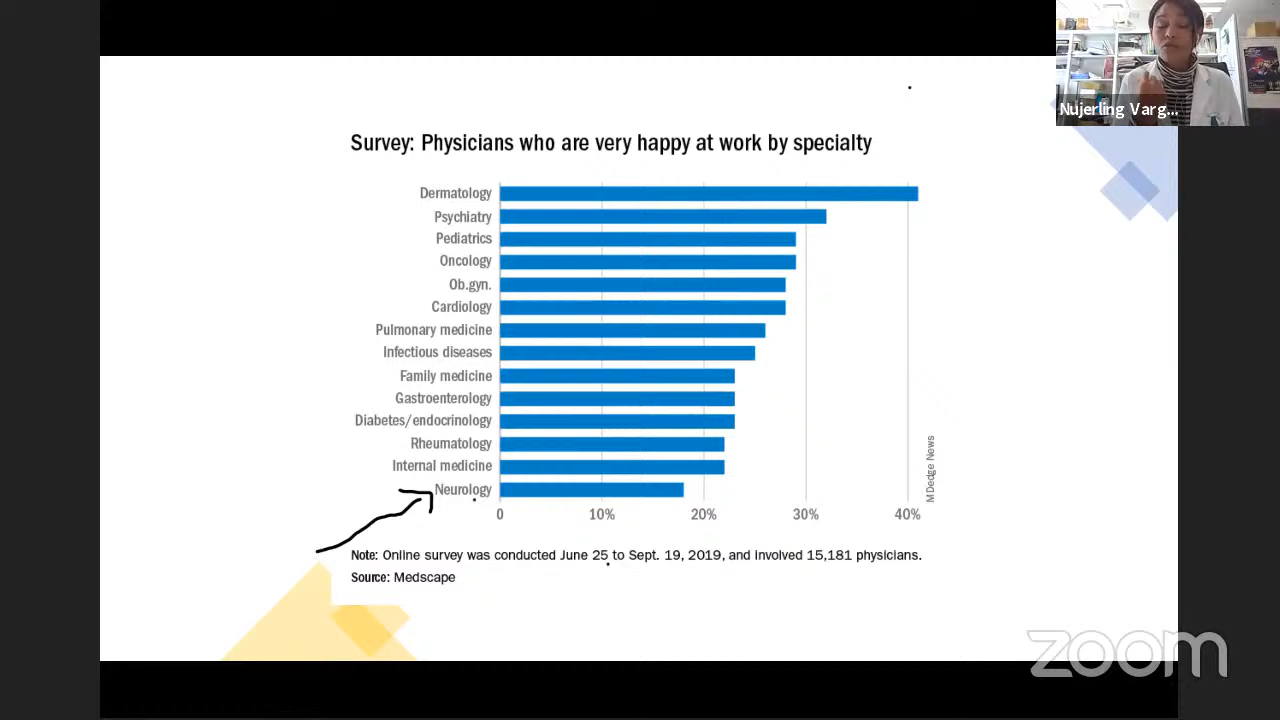 Nujerling Varg...
Survey: Physicians who are very happy at work by specialty
Dermatology
Psychiatry
Pediatrics
Oncology
Ob.gyn.
Cardiology
Pulmonary medicine
Infectious diseases
Family medicine
Gastroenterology
Diabetes/endocrinology
Rheumatology
Internal medicine
Neurology
0 10% 20% 30% 40%
MDedge News
Note: Online survey was conducted June 25 to Sept. 19, 2019, and involved 15,181 physicians.
Source: Medscape
zoom